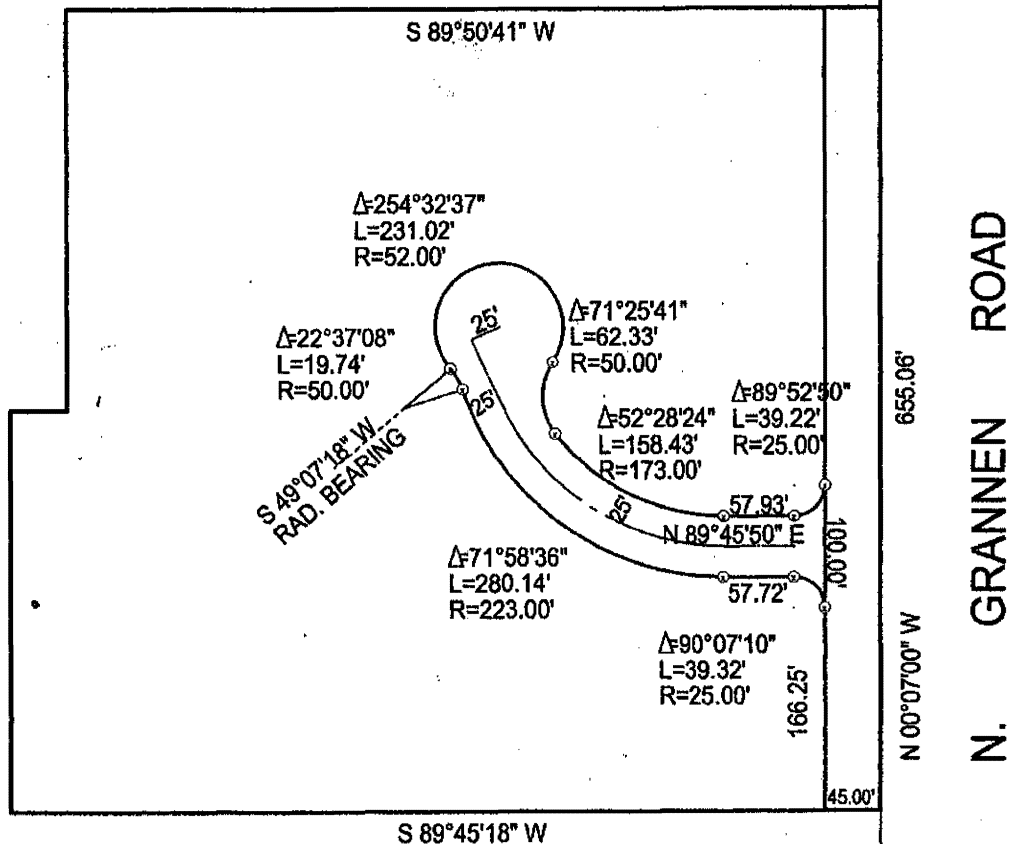 S 89°50'41" W
Δ=254°32'37"
L=231.02'
R=52.00'
25'
Δ=71°25'41"
L=62.33'
R=50.00'
Δ=22°37'08"
L=19.74'
R=50.00'
25'
Δ=89°52'50"
L=39.22'
R=25.00'
Δ=52°28'24"
L=158.43'
R=173.00'
S 49°07'18" W
RAD. BEARING
25'
57.93'
N 89°45'50" E
100.00'
655.06'
Δ=71°58'36"
L=280.14'
R=223.00'
57.72'
Δ=90°07'10"
L=39.32'
R=25.00'
166.25'
N 00°07'00" W
N. GRANNEN ROAD
45.00'
S 89°45'18" W